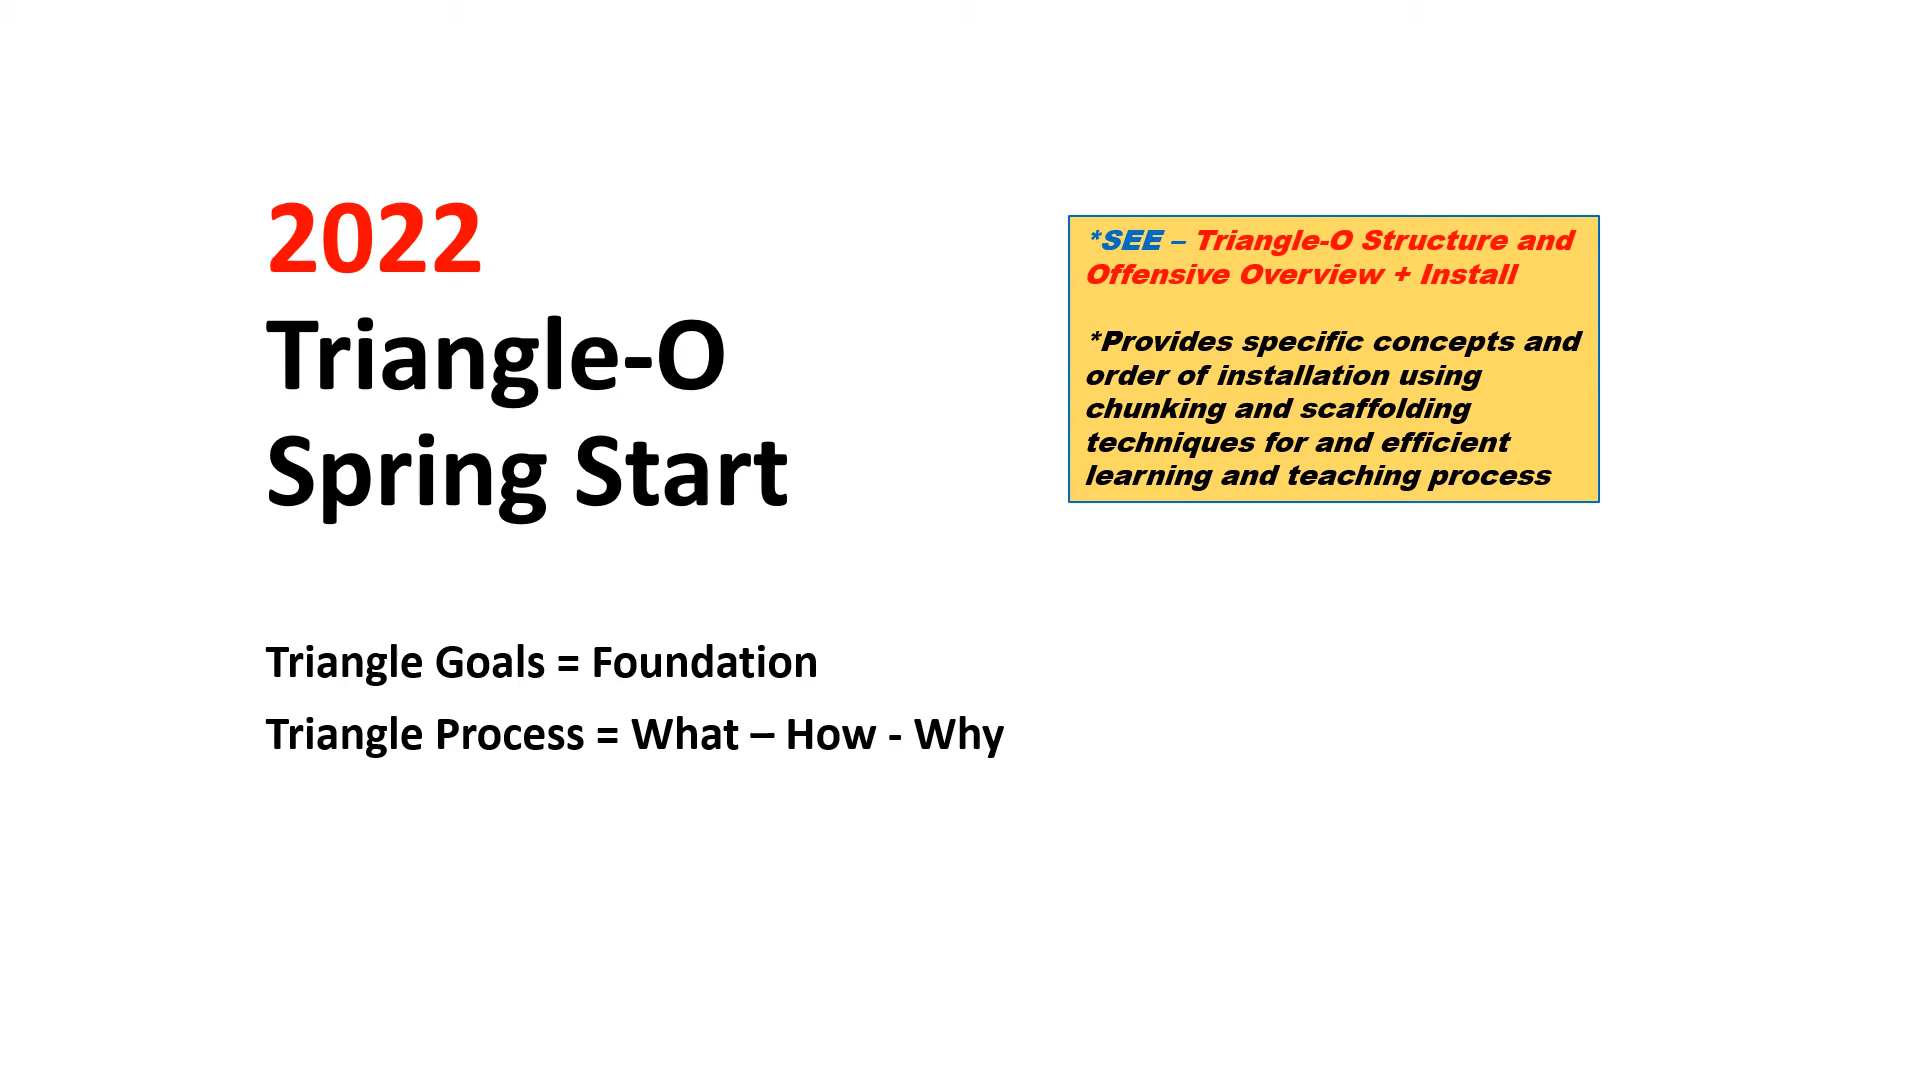 2022
Triangle-O
Spring Start
Triangle Goals = Foundation
Triangle Process = What – How - Why
*SEE – Triangle-O Structure and
Offensive Overview + Install
*Provides specific concepts and
order of installation using
chunking and scaffolding
techniques for and efficient
learning and teaching process